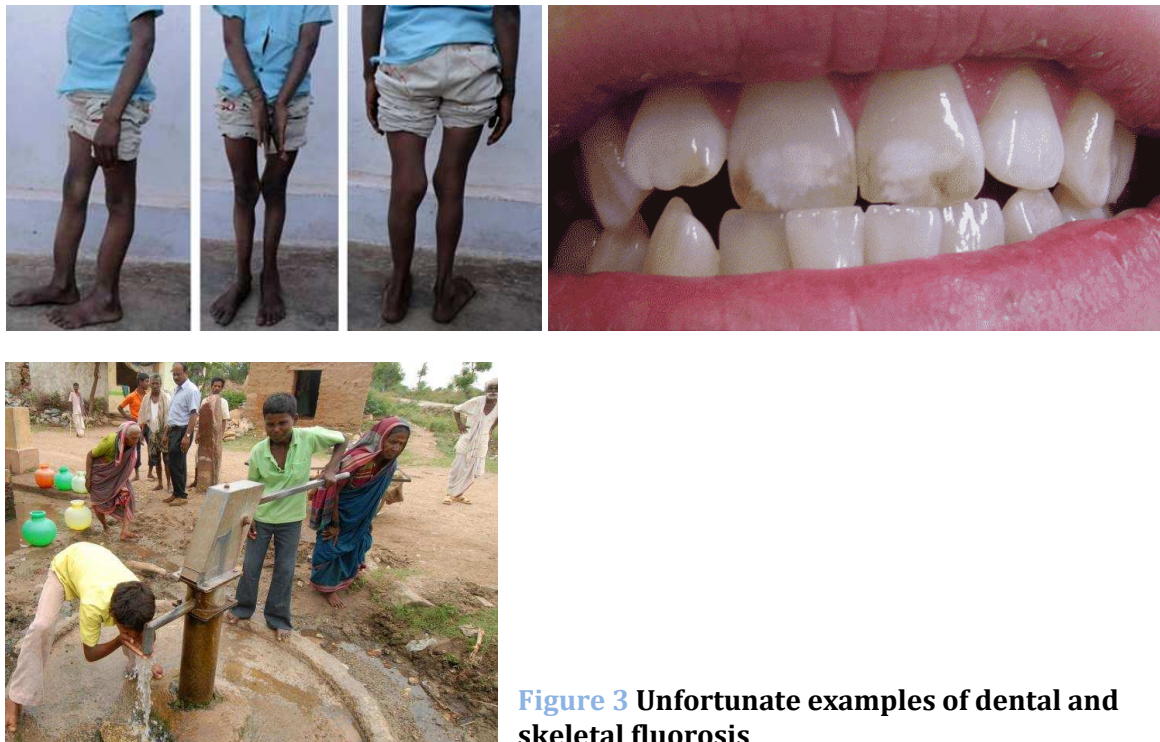 Figure 3 Unfortunate examples of dental and
skeletal fluorosis